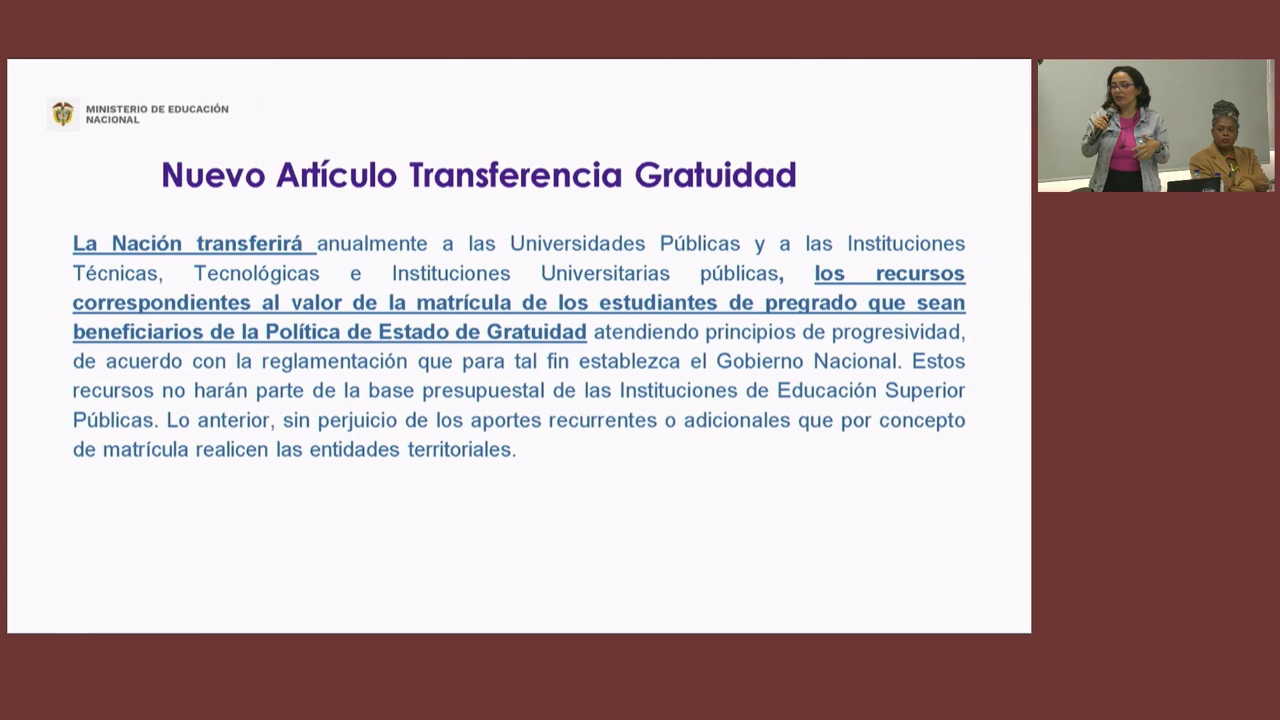 MINISTERIO DE EDUCACIÓN
NACIONAL
Nuevo Artículo Transferencia Gratuidad
La Nación transferirá anualmente a las Universidades Públicas y a las Instituciones
Técnicas, Tecnológicas e Instituciones Universitarias públicas, los recursos
correspondientes al valor de la matrícula de los estudiantes de pregrado que sean
beneficiarios de la Política de Estado de Gratuidad atendiendo principios de progresividad,
de acuerdo con la reglamentación que para tal fin establezca el Gobierno Nacional. Estos
recursos no harán parte de la base presupuestal de las Instituciones de Educación Superior
Públicas. Lo anterior, sin perjuicio de los aportes recurrentes o adicionales que por concepto
de matrícula realicen las entidades territoriales.